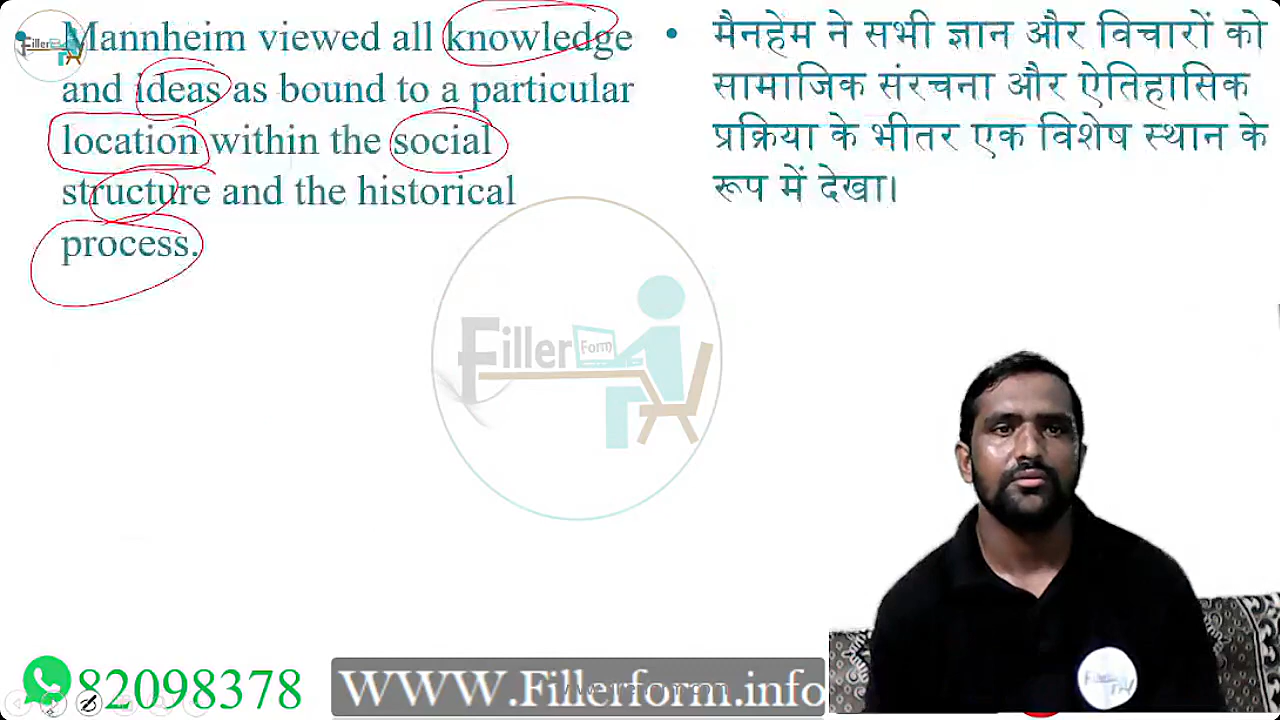 Mannheim viewed all knowledge
and ideas as bound to a particular
location within the social
structure and the historical
process.
• मैनहेम ने सभी ज्ञान और विचारों को
सामाजिक संरचना और ऐतिहासिक
प्रक्रिया के भीतर एक विशेष स्थान के
रूप में देखा।
Filler
Filler Form
82098378
WWW.Fillerform.info